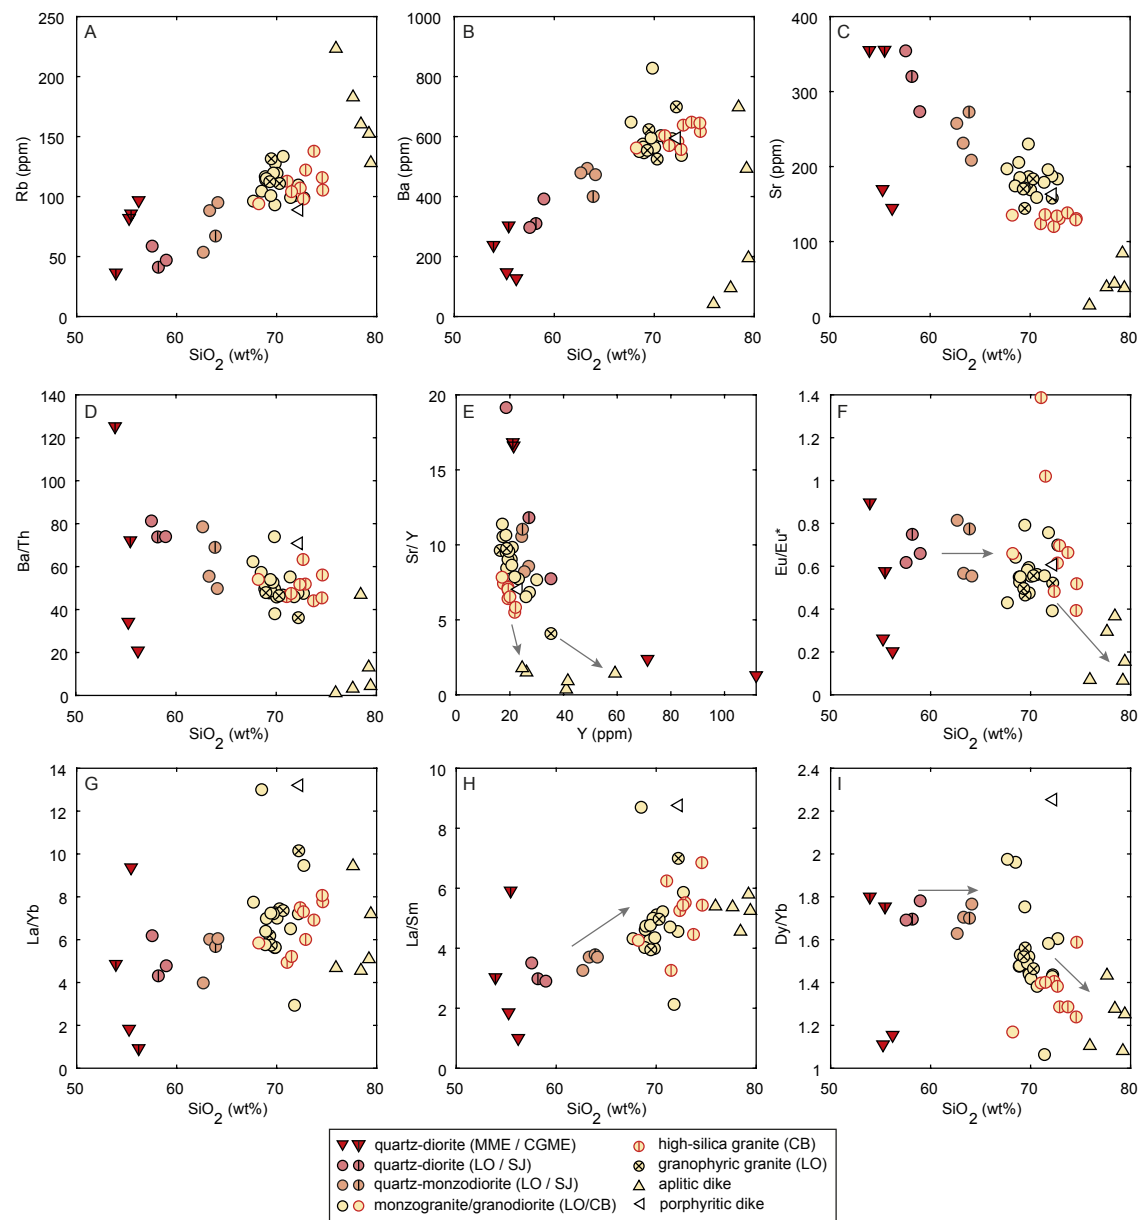 A
B
C
250
200
150
100
50
0
Rb (ppm)
50 60 70 80
SiO2 (wt%)
1000
800
600
400
200
0
Ba (ppm)
50 60 70 80
SiO2 (wt%)
400
300
200
100
0
Sr (ppm)
50 60 70 80
SiO2 (wt%)
D
E
F
140
120
100
80
60
40
20
0
Ba/Th
50 60 70 80
SiO2 (wt%)
20
15
10
5
0
Sr/ Y
0 20 40 60 80 100
Y (ppm)
1.4
1.2
1
0.8
0.6
0.4
0.2
0
Eu/Eu*
50 60 70 80
SiO2 (wt%)
G
H
I
14
12
10
8
6
4
2
0
La/Yb
50 60 70 80
SiO2 (wt%)
10
8
6
4
2
0
La/Sm
50 60 70 80
SiO2 (wt%)
2.4
2.2
2
1.8
1.6
1.4
1.2
1
Dy/Yb
50 60 70 80
SiO2 (wt%)
quartz-diorite (MME / CGME)
quartz-diorite (LO / SJ)
quartz-monzodiorite (LO / SJ)
monzogranite/granodiorite (LO/CB)
high-silica granite (CB)
granophyric granite (LO)
aplitic dike
porphyritic dike